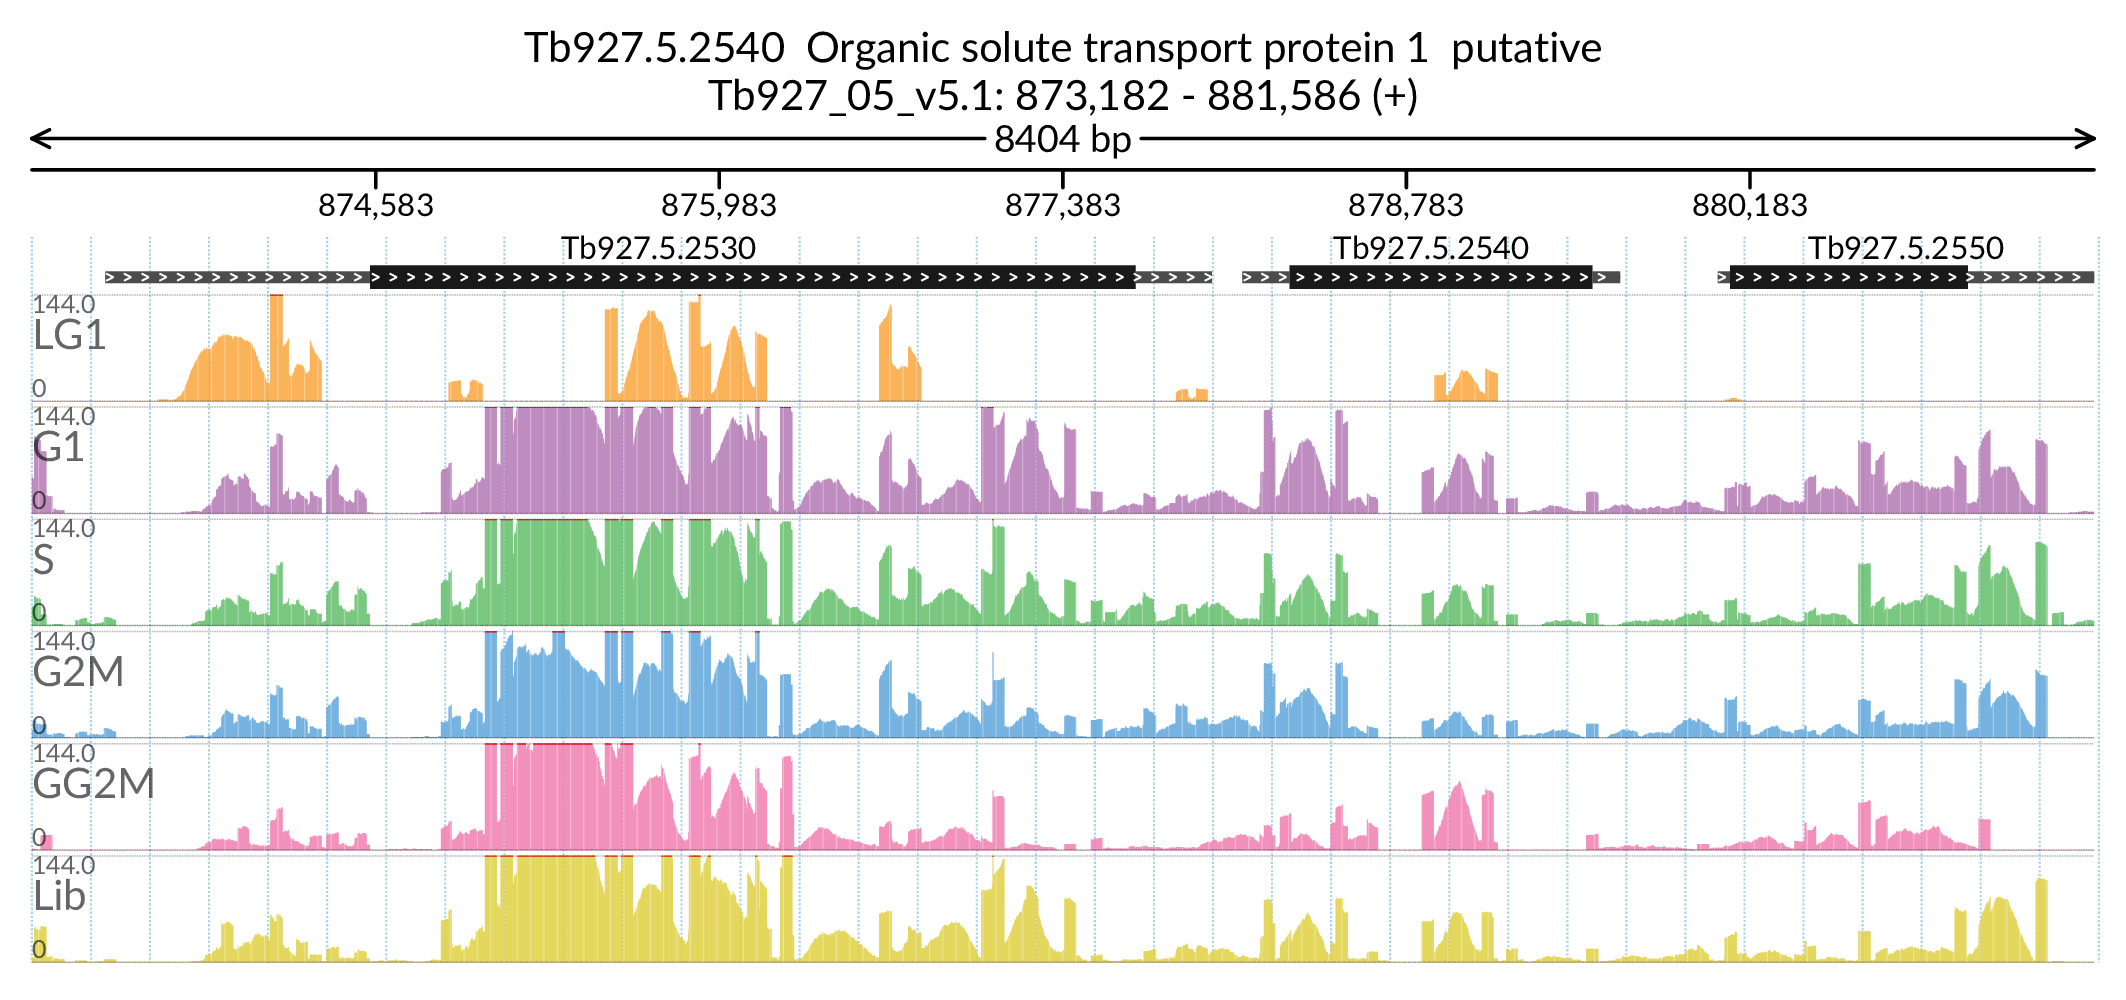 Tb927.5.2540  Organic solute transport protein 1  putative
Tb927_05_v5.1: 873,182 - 881,586 (+)
8404 bp
874,583 875,983 877,383 878,783 880,183
Tb927.5.2530 Tb927.5.2540 Tb927.5.2550
144.0
LG1
0
144.0
G1
0
144.0
S
0
144.0
G2M
0
144.0
GG2M
0
144.0
Lib
0